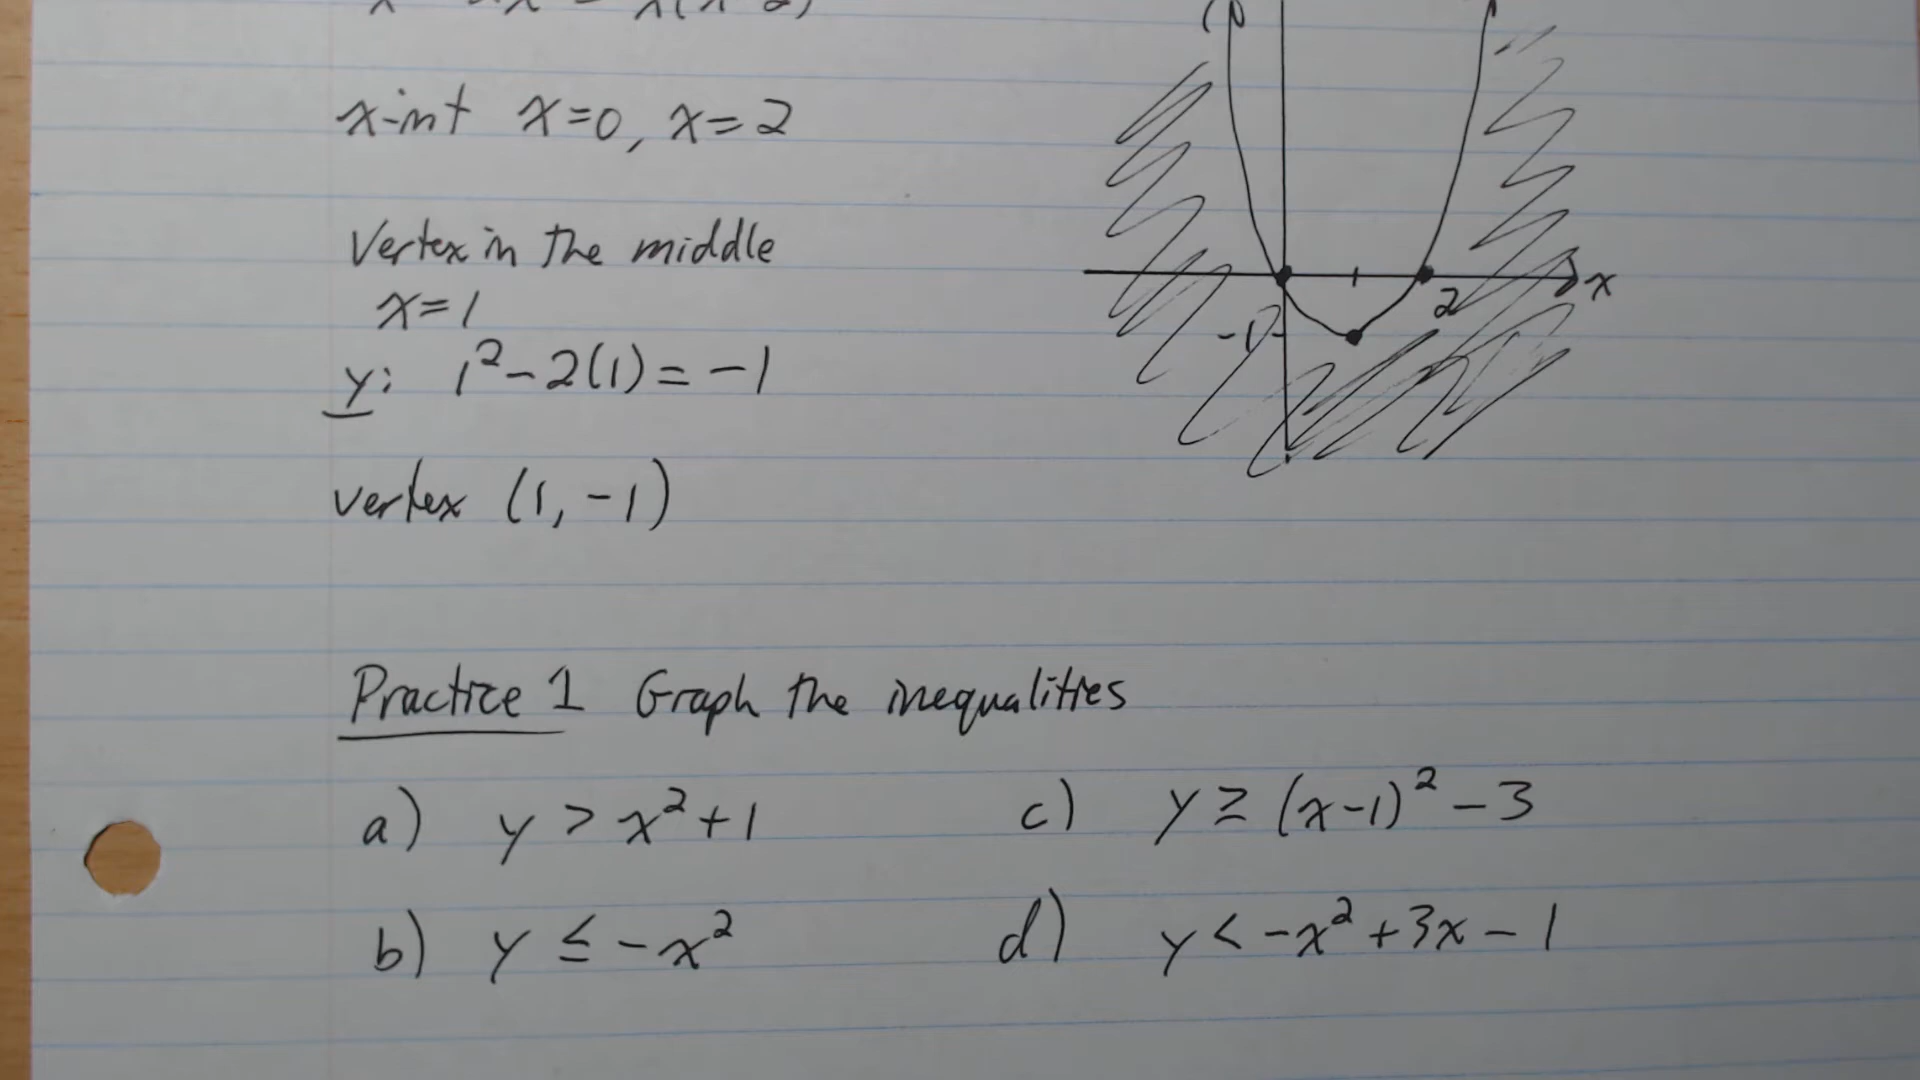 x-int x=0, x=2
Vertex in the middle
x=1
y: 1²-2(1)=-1
vertex (1,-1)
x
2
-1
Practice 1 Graph the inequalities
a) y > x²+1
c) y ≥ (x-1)²-3
b) y ≤ -x²
d) y < -x²+3x-1